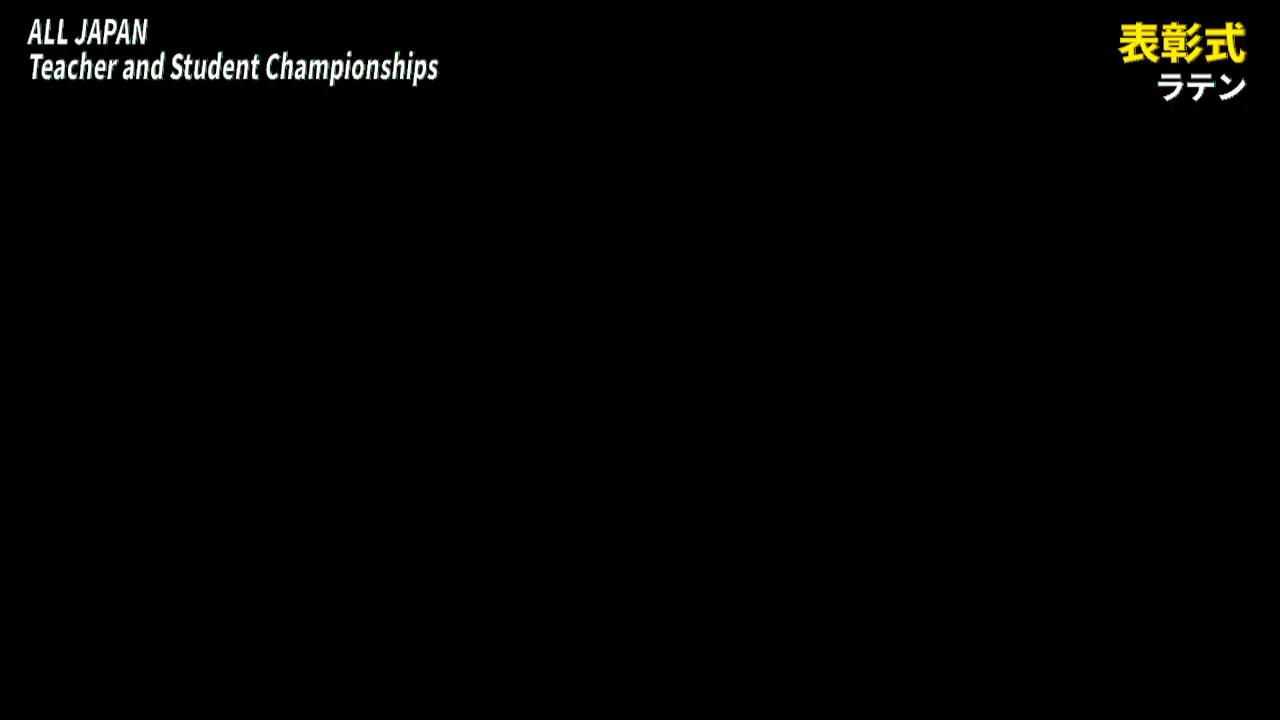 ALL JAPAN
Teacher and Student Championships
表彰式
ラテン